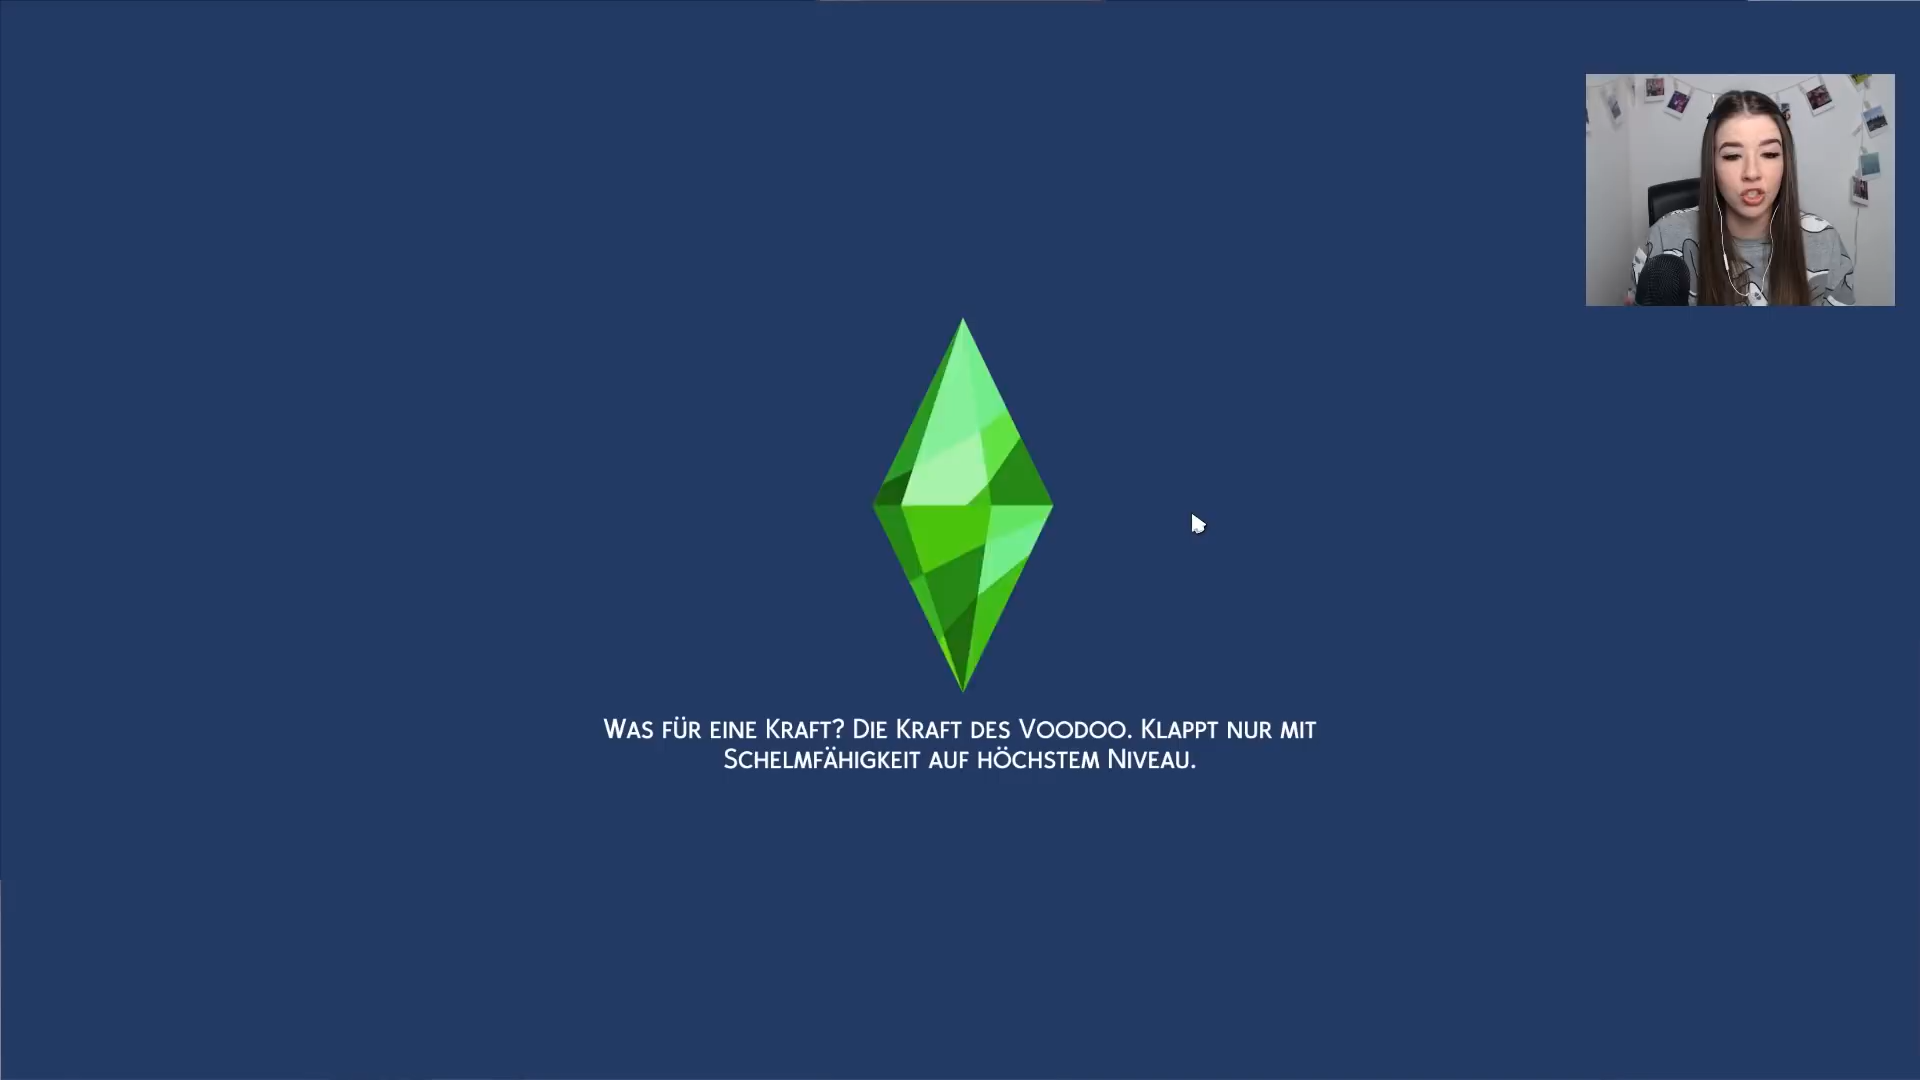 Was für eine Kraft? Die Kraft des Voodoo. Klappt nur mit
Schelmfähigkeit auf höchstem Niveau.